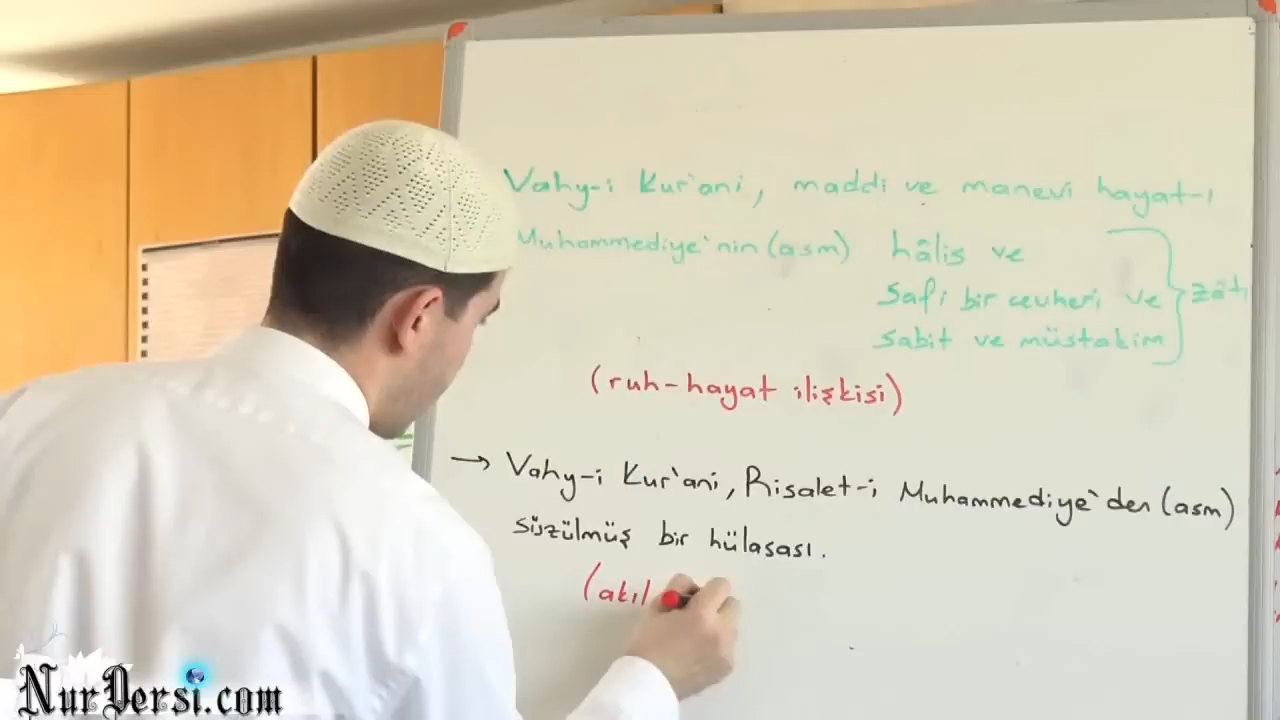 Vahy-i Kur'ani, maddi ve manevi hayat-ı
Muhammediye'nin (asm) hâlis ve
safi bir cevheri ve
sabit ve müstakim
zât
(ruh-hayat ilişkisi)
→ Vahy-i Kur'ani, Risalet-i Muhammediye'den (asm)
süzülmüş bir hülasası.
(akıl
NurDersi.com